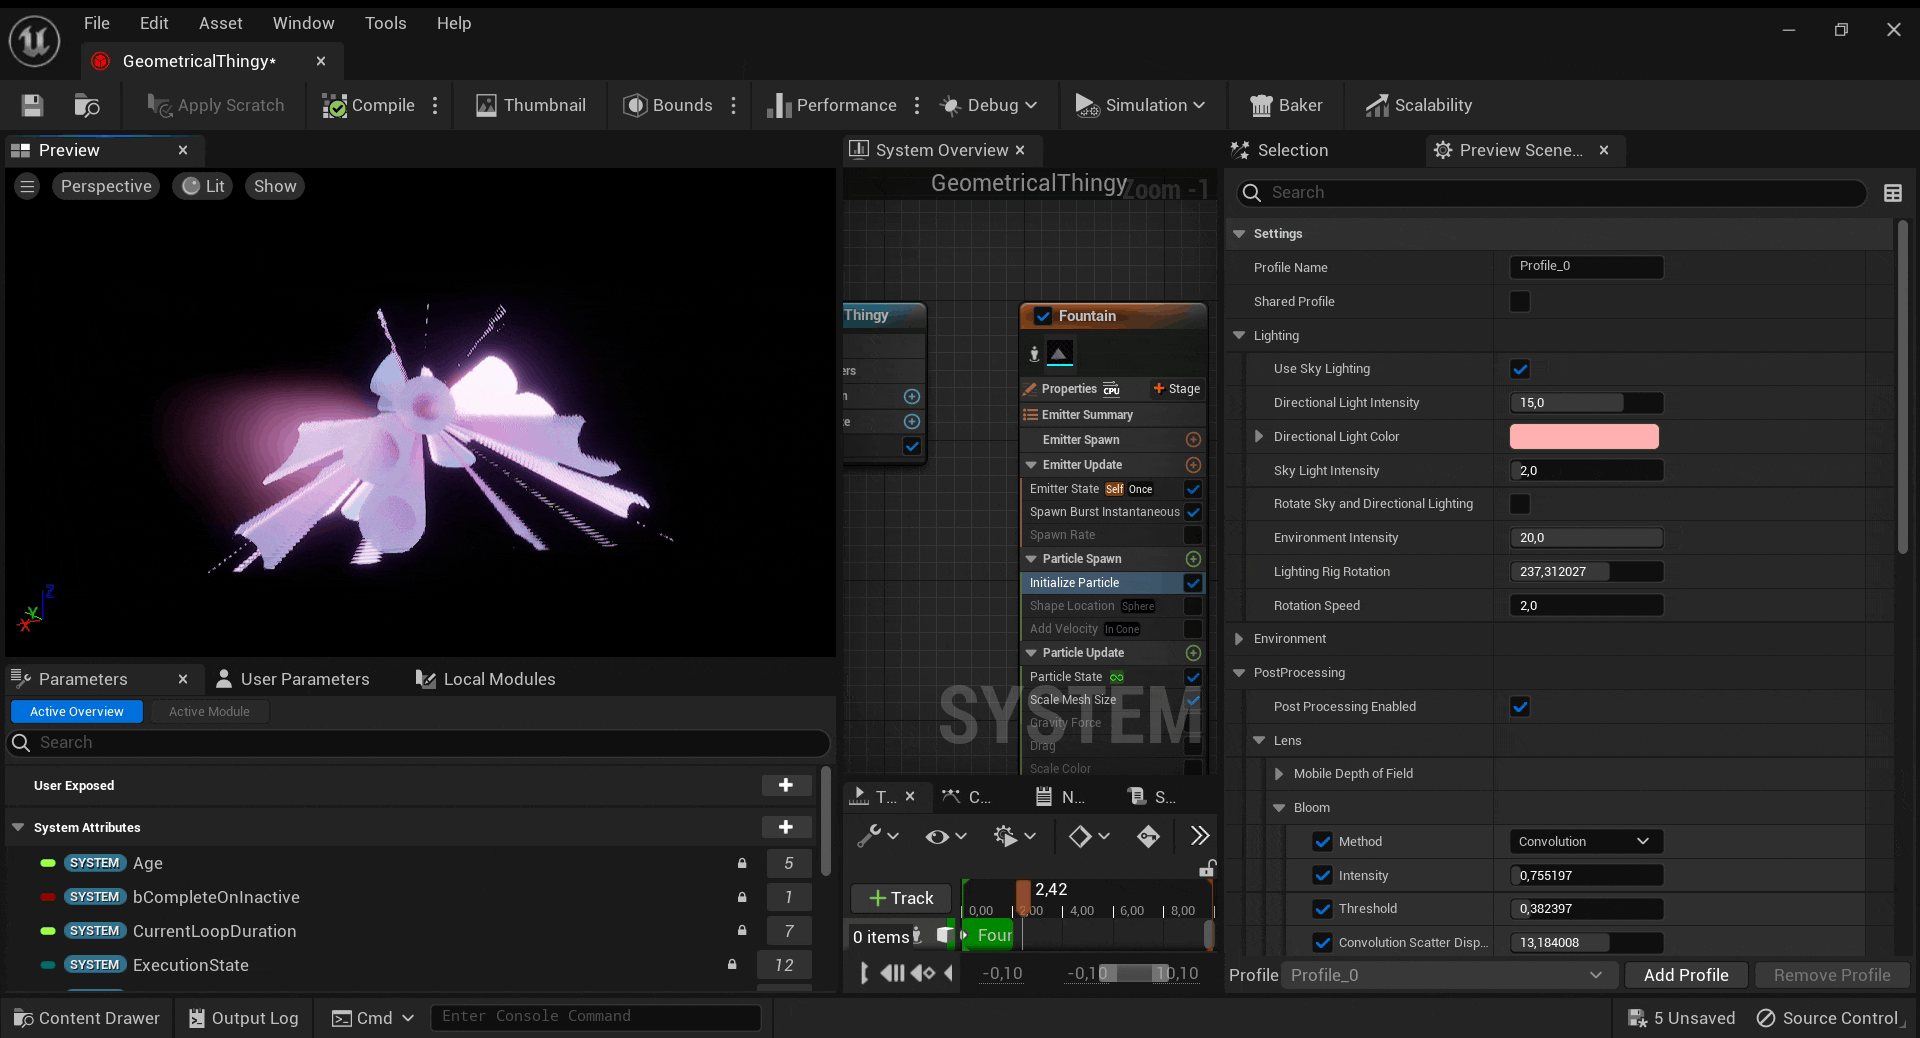 File Edit Asset Window Tools Help
GeometricalThingy*
Apply Scratch Compile Thumbnail Bounds Performance Debug Simulation Baker Scalability
Preview
Perspective Lit Show
Z
Y
X
Parameters User Parameters Local Modules
Active Overview Active Module
Search
User Exposed
System Attributes
SYSTEM Age 5
SYSTEM bCompleteOnInactive 1
SYSTEM CurrentLoopDuration 7
SYSTEM ExecutionState 12
System Overview
GeometricalThingy
Zoom -1
Thingy
ers
n
te
Fountain
Properties CPU Stage
Emitter Summary
Emitter Spawn
Emitter Update
Emitter State Self Once
Spawn Burst Instantaneous
Spawn Rate
Particle Spawn
Initialize Particle
Shape Location Sphere
Add Velocity In Cone
Particle Update
Particle State
Scale Mesh Size
Gravity Force
Drag
Scale Color
SYSTEM
T... C... N... S...
Track
2,42
0,00 2,00 4,00 6,00 8,00
0 items Four
-0,10 -0,10 10,10
Selection Preview Scene...
Search
Settings
Profile Name Profile_0
Shared Profile
Lighting
Use Sky Lighting
Directional Light Intensity 15,0
Directional Light Color
Sky Light Intensity 2,0
Rotate Sky and Directional Lighting
Environment Intensity 20,0
Lighting Rig Rotation 237,312027
Rotation Speed 2,0
Environment
PostProcessing
Post Processing Enabled
Lens
Mobile Depth of Field
Bloom
Method Convolution
Intensity 0,755197
Threshold 0,382397
Convolution Scatter Disp... 13,184008
Profile Profile_0 Add Profile Remove Profile
Content Drawer Output Log Cmd Enter Console Command 5 Unsaved Source Control